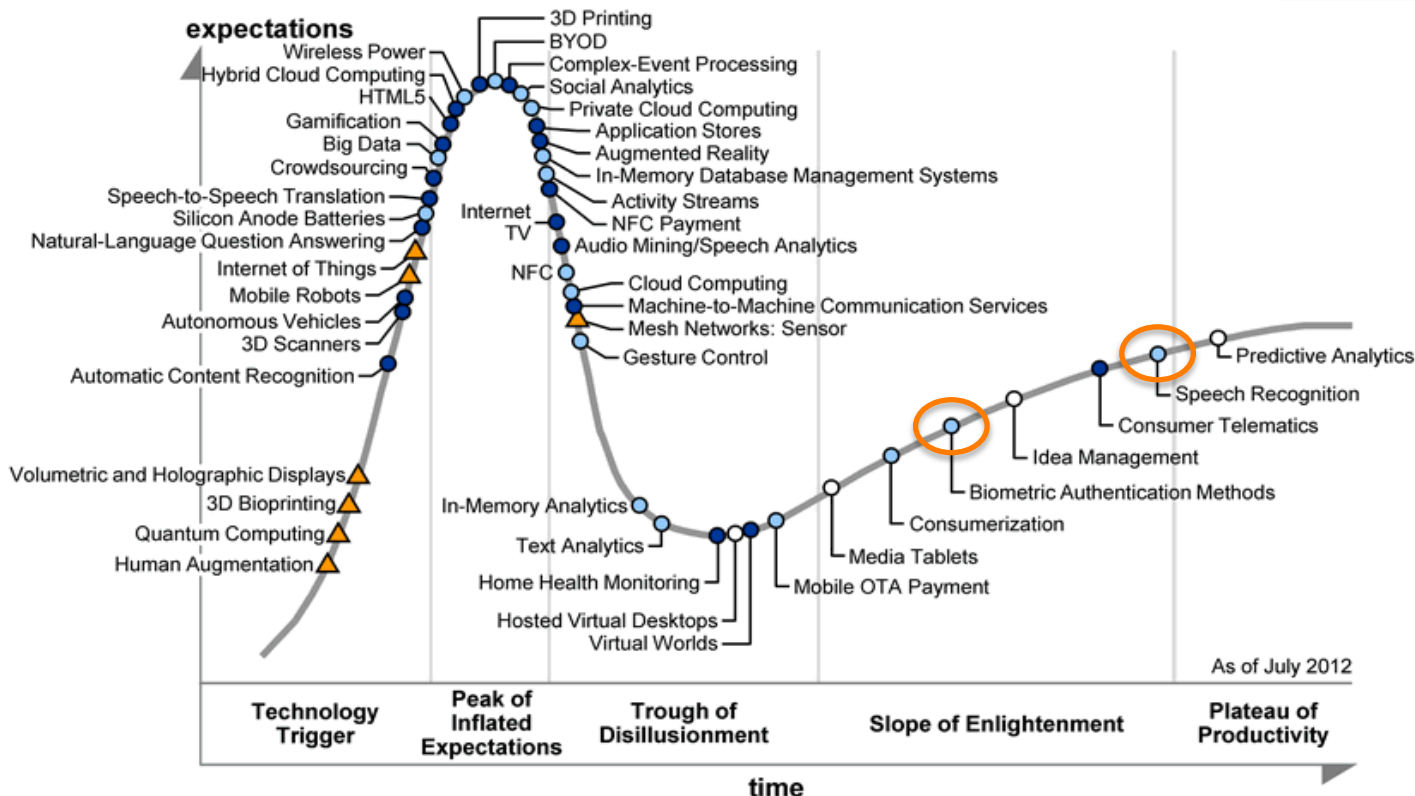 expectations
3D Printing
BYOD
Wireless Power
Complex-Event Processing
Hybrid Cloud Computing
Social Analytics
HTML5
Private Cloud Computing
Gamification
Application Stores
Big Data
Augmented Reality
Crowdsourcing
In-Memory Database Management Systems
Speech-to-Speech Translation
Activity Streams
Silicon Anode Batteries
NFC Payment
Internet
TV
Natural-Language Question Answering
Audio Mining/Speech Analytics
Internet of Things
NFC
Cloud Computing
Mobile Robots
Machine-to-Machine Communication Services
Autonomous Vehicles
Mesh Networks: Sensor
3D Scanners
Gesture Control
Automatic Content Recognition
Predictive Analytics
Speech Recognition
Consumer Telematics
Idea Management
Volumetric and Holographic Displays
Biometric Authentication Methods
3D Bioprinting
In-Memory Analytics
Consumerization
Quantum Computing
Text Analytics
Media Tablets
Human Augmentation
Home Health Monitoring
Mobile OTA Payment
Hosted Virtual Desktops
Virtual Worlds
As of July 2012
Technology
Trigger
Peak of
Inflated
Expectations
Trough of
Disillusionment
Slope of Enlightenment
Plateau of
Productivity
time